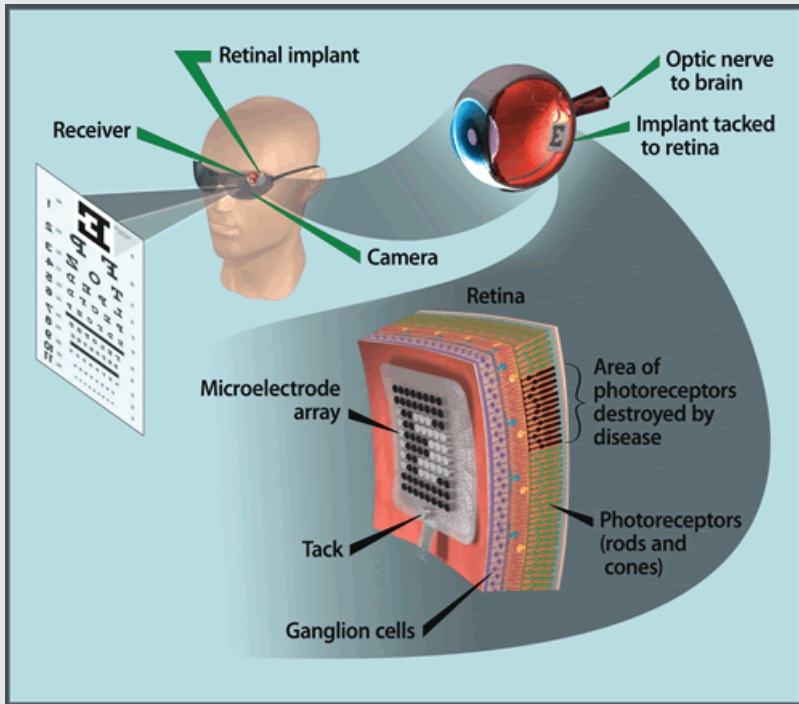 Retinal implant
Receiver
Camera
Optic nerve
to brain
Implant tacked
to retina
E
Retina
Microelectrode
array
Area of
photoreceptors
destroyed by
disease
Tack
Photoreceptors
(rods and
cones)
Ganglion cells